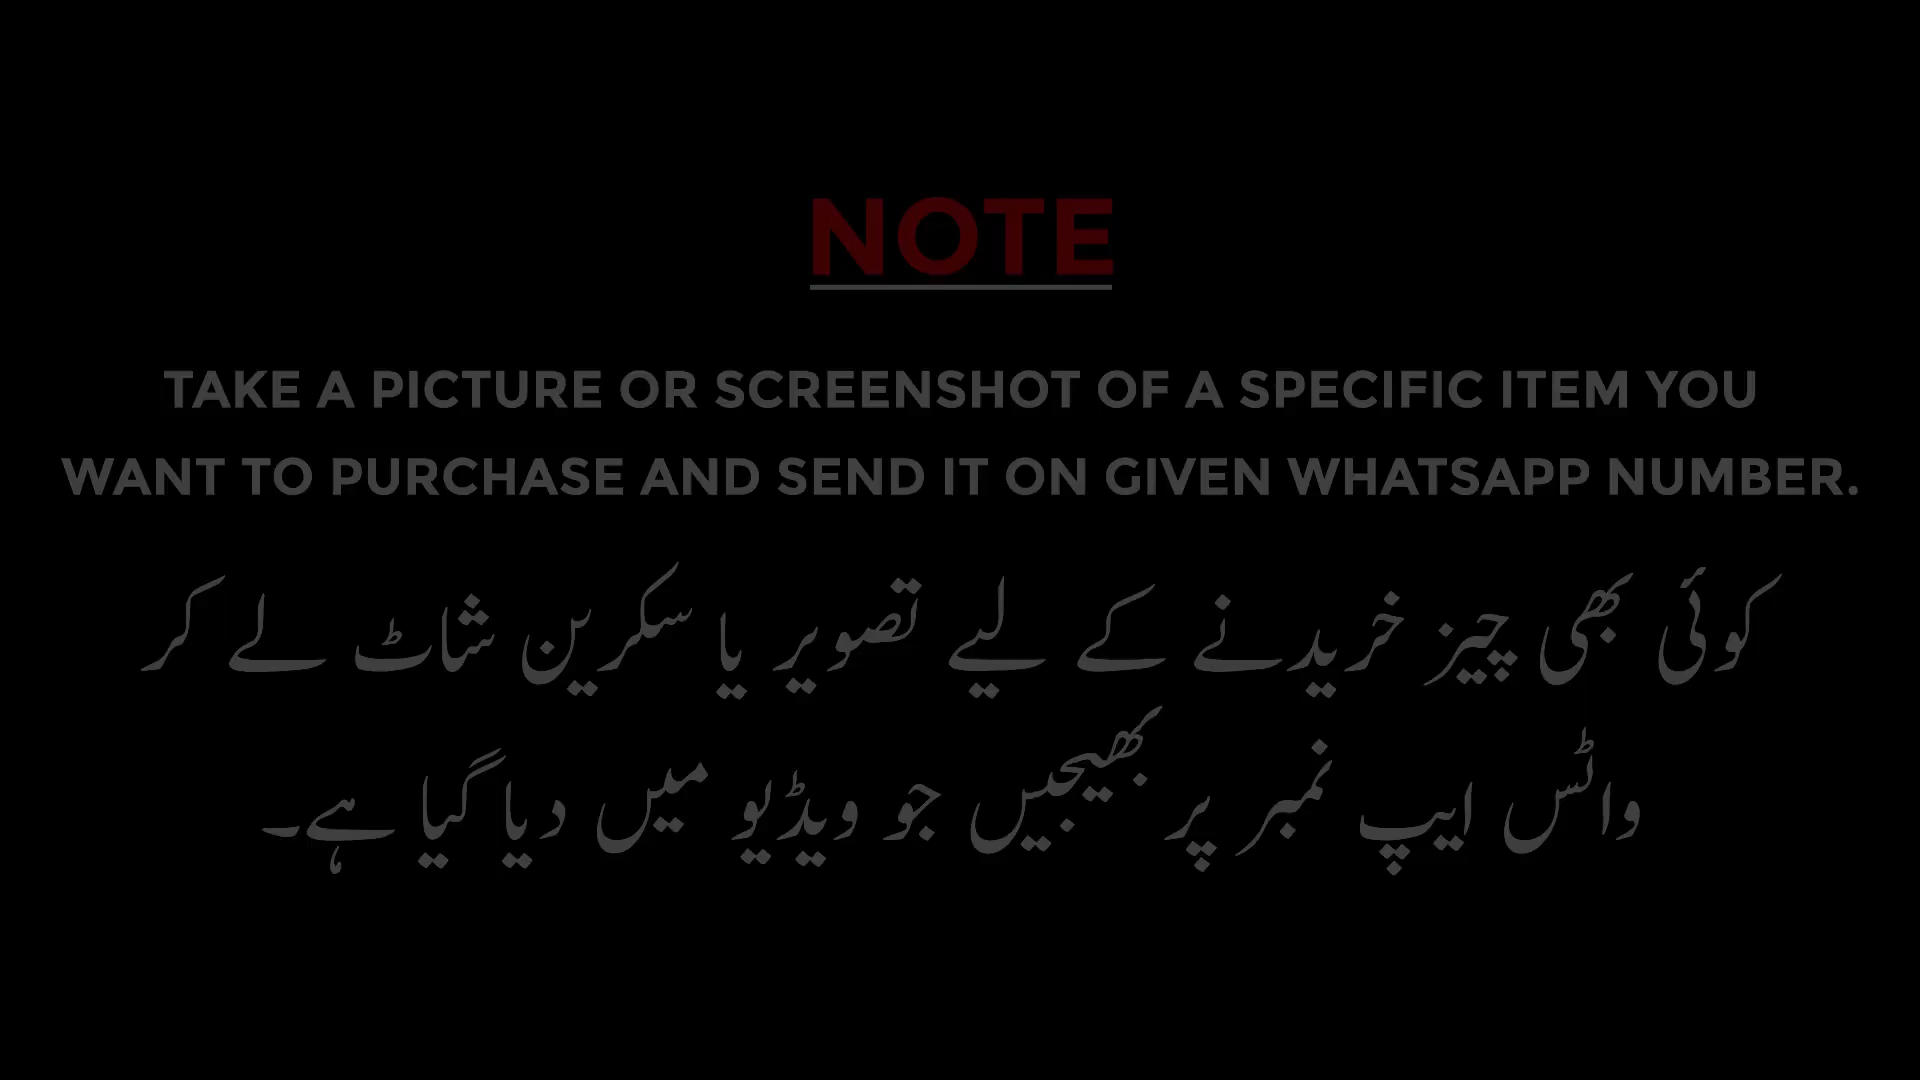 NOTE
TAKE A PICTURE OR SCREENSHOT OF A SPECIFIC ITEM YOU
WANT TO PURCHASE AND SEND IT ON GIVEN WHATSAPP NUMBER.
کوئی بھی چیز خریدنے کے لیے تصویر یا سکرین شاٹ لے کر
واٹس ایپ نمبر پر بھیجیں جو ویڈیو میں دیا گیا ہے۔